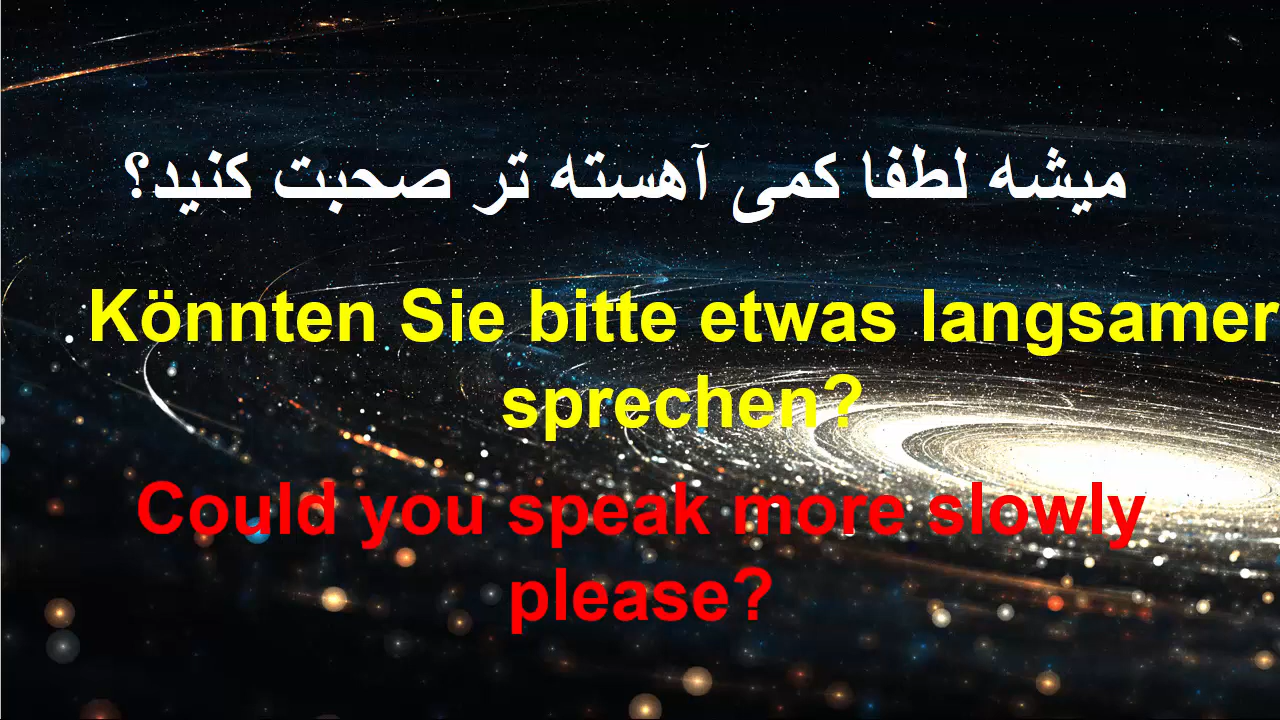 میشه لطفا کمی آهسته تر صحبت کنید؟
Könnten Sie bitte etwas langsamer
sprechen?
Could you speak more slowly
please?